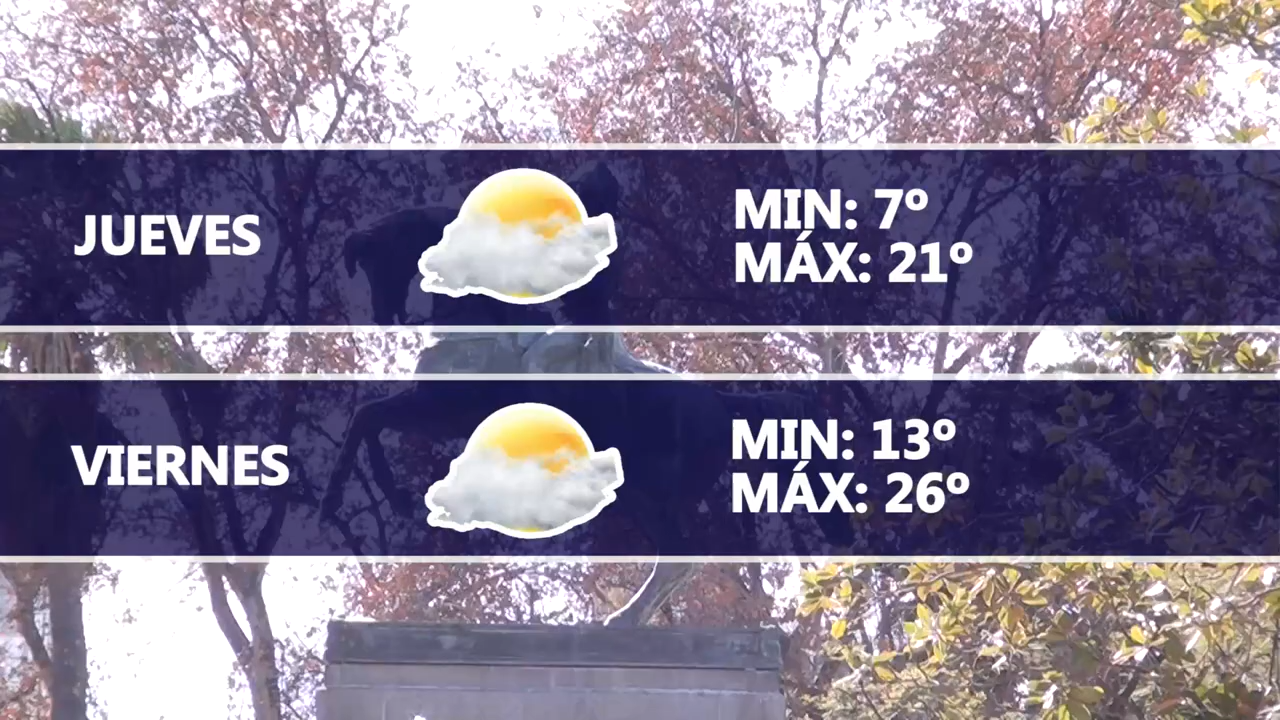 JUEVES
MIN: 7º
MÁX: 21º
VIERNES
MIN: 13º
MÁX: 26º